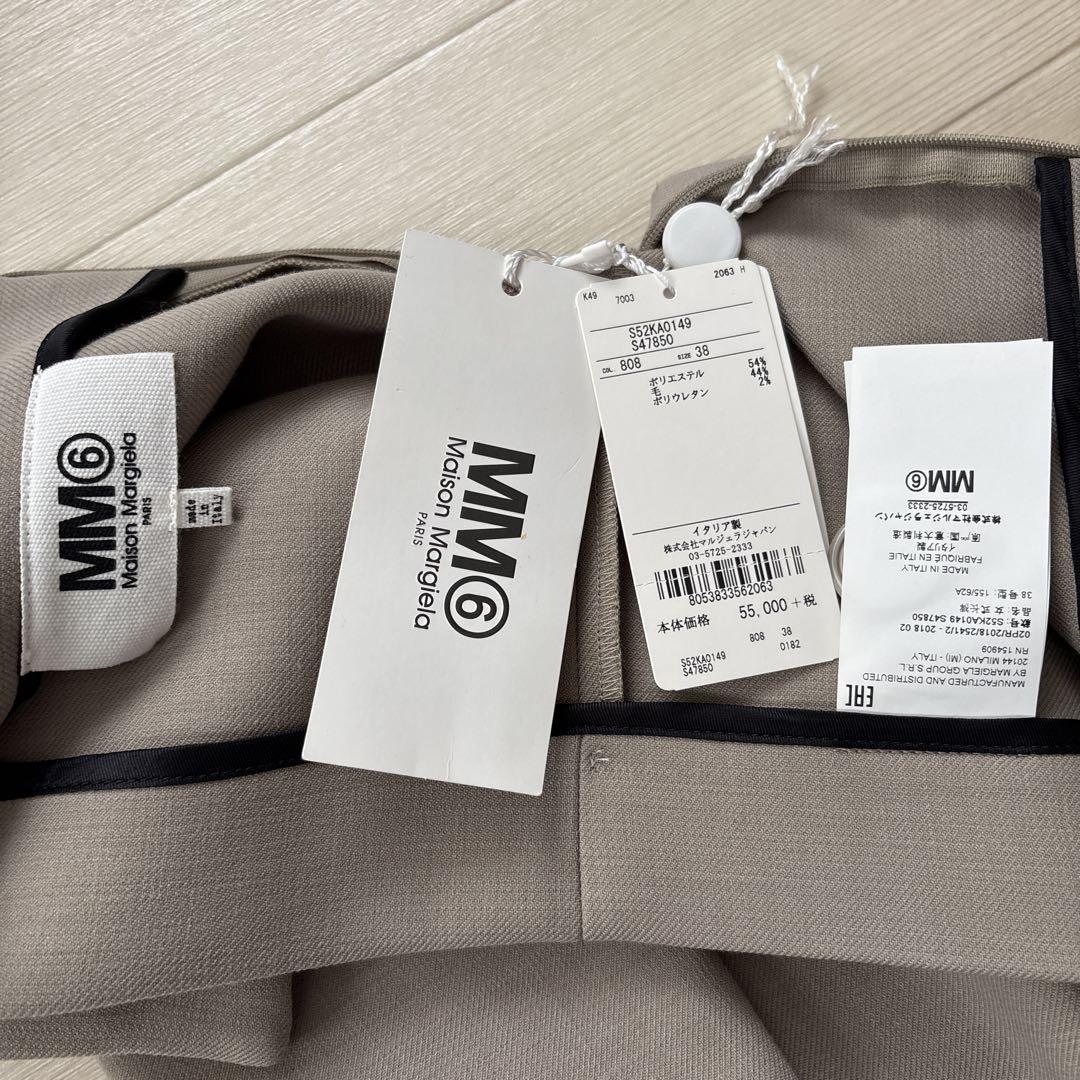 MM⑥
Maison Margiela
PARIS
made
in
Italy
MM⑥
Maison Margiela
PARIS
K49 7003 2063 H
S52KA0149
S47850
COL. 808 SIZE 38
ポリエステル 54%
毛 44%
ポリウレタン 2%
イタリア製
株式会社マルジェラジャパン
03-5725-2333
8053833562063
本体価格 55,000+税
808 38
S52KA0149 0182
S47850
EAC
MANUFACTURED AND DISTRIBUTED
BY MARGIELA GROUP S.R.L.
20144 MILANO (MI) - ITALY
RN 154909
02PR/2018/25412 - 2018 02
款号: S52KA0149 S47850
品名: 女式长裤
38 号型: 155/62A
MADE IN ITALY
FABRIQUE EN ITALIE
イタリア製
原产国: 意大利製造
株式会社マルジェラジャパン
03-5725-2333
MM⑥